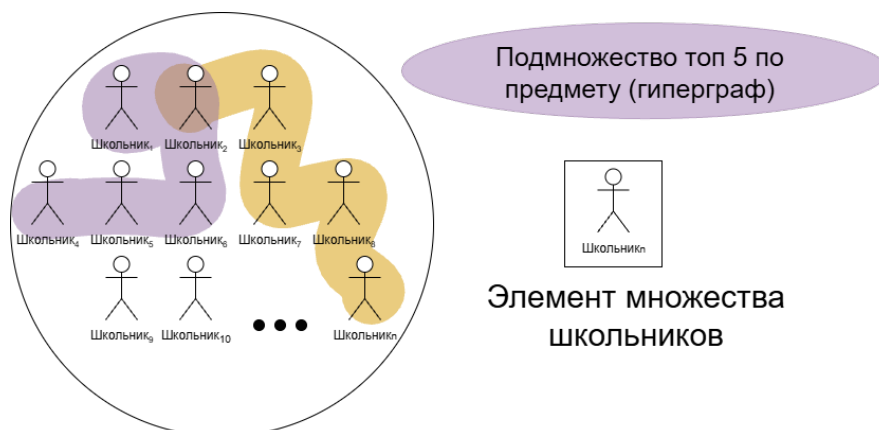 Подмножество топ 5 по
предмету (гиперграф)
Школьник₁ Школьник₂ Школьник₃
Школьник₄ Школьник₅ Школьник₆ Школьник₇ Школьник₈
Школьник₉ Школьник₁₀ Школьникn
Школьникn
Элемент множества
школьников